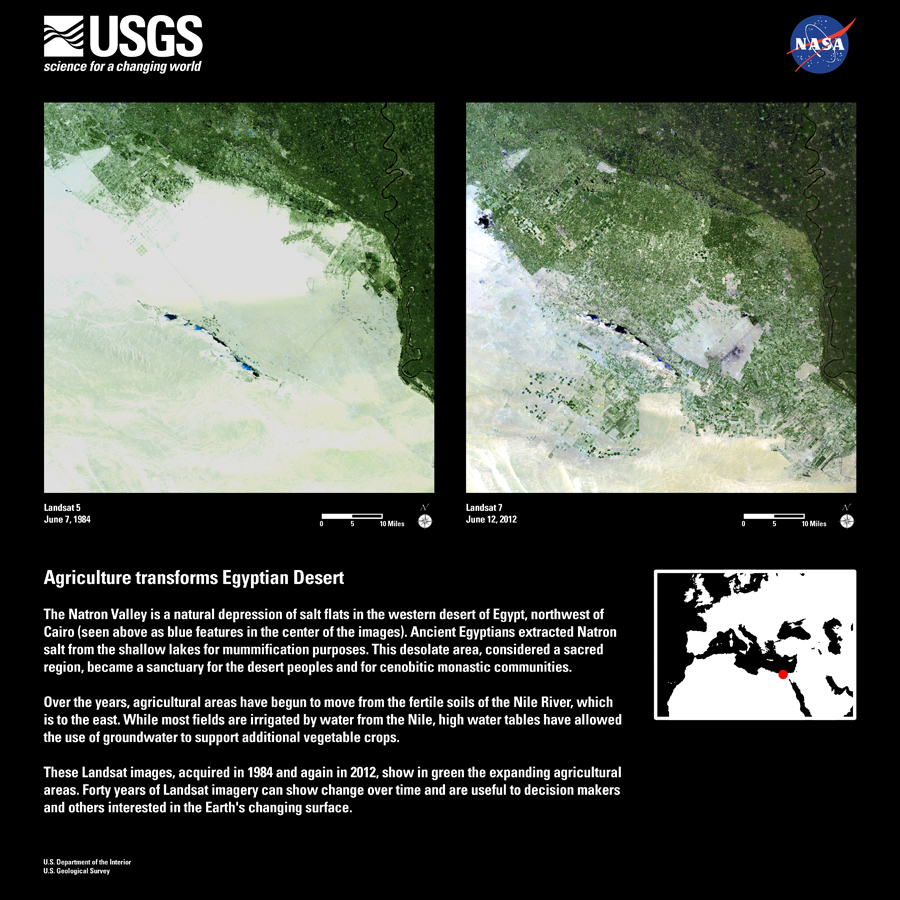 USGS
science for a changing world
NASA
Landsat 5
June 7, 1984
N
0 5 10 Miles
Landsat 7
June 12, 2012
N
0 5 10 Miles
Agriculture transforms Egyptian Desert
The Natron Valley is a natural depression of salt flats in the western desert of Egypt, northwest of
Cairo (seen above as blue features in the center of the images). Ancient Egyptians extracted Natron
salt from the shallow lakes for mummification purposes. This desolate area, considered a sacred
region, became a sanctuary for the desert peoples and for cenobitic monastic communities.
Over the years, agricultural areas have begun to move from the fertile soils of the Nile River, which
is to the east. While most fields are irrigated by water from the Nile, high water tables have allowed
the use of groundwater to support additional vegetable crops.
These Landsat images, acquired in 1984 and again in 2012, show in green the expanding agricultural
areas. Forty years of Landsat imagery can show change over time and are useful to decision makers
and others interested in the Earth's changing surface.
U.S. Department of the Interior
U.S. Geological Survey